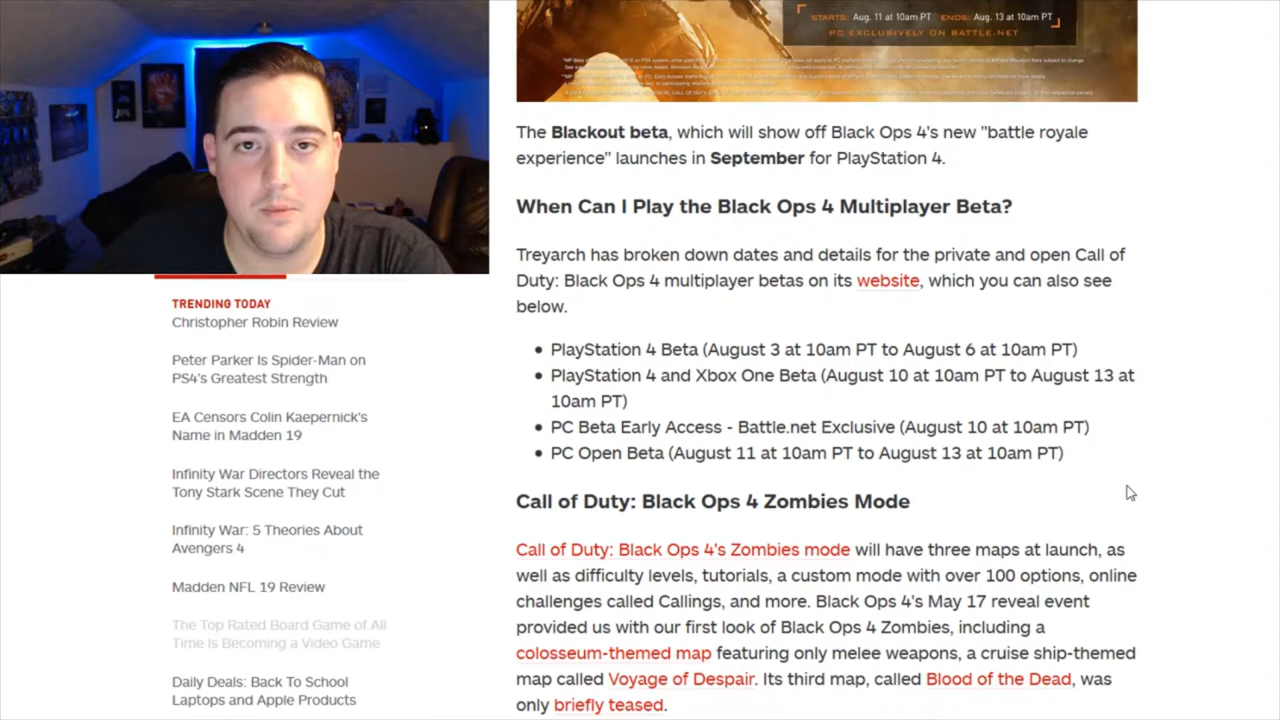 STARTS: Aug. 11 at 10am PT ENDS: Aug. 13 at 10am PT
PC EXCLUSIVELY ON BATTLE.NET
The Blackout beta, which will show off Black Ops 4's new "battle royale
experience" launches in September for PlayStation 4.
When Can I Play the Black Ops 4 Multiplayer Beta?
Treyarch has broken down dates and details for the private and open Call of
Duty: Black Ops 4 multiplayer betas on its website, which you can also see
below.
• PlayStation 4 Beta (August 3 at 10am PT to August 6 at 10am PT)
• PlayStation 4 and Xbox One Beta (August 10 at 10am PT to August 13 at
10am PT)
• PC Beta Early Access - Battle.net Exclusive (August 10 at 10am PT)
• PC Open Beta (August 11 at 10am PT to August 13 at 10am PT)
Call of Duty: Black Ops 4 Zombies Mode
Call of Duty: Black Ops 4's Zombies mode will have three maps at launch, as
well as difficulty levels, tutorials, a custom mode with over 100 options, online
challenges called Callings, and more. Black Ops 4's May 17 reveal event
provided us with our first look of Black Ops 4 Zombies, including a
colosseum-themed map featuring only melee weapons, a cruise ship-themed
map called Voyage of Despair. Its third map, called Blood of the Dead, was
only briefly teased.
TRENDING TODAY
Christopher Robin Review
Peter Parker Is Spider-Man on
PS4's Greatest Strength
EA Censors Colin Kaepernick's
Name in Madden 19
Infinity War Directors Reveal the
Tony Stark Scene They Cut
Infinity War: 5 Theories About
Avengers 4
Madden NFL 19 Review
The Top Rated Board Game of All
Time Is Becoming a Video Game
Daily Deals: Back To School
Laptops and Apple Products